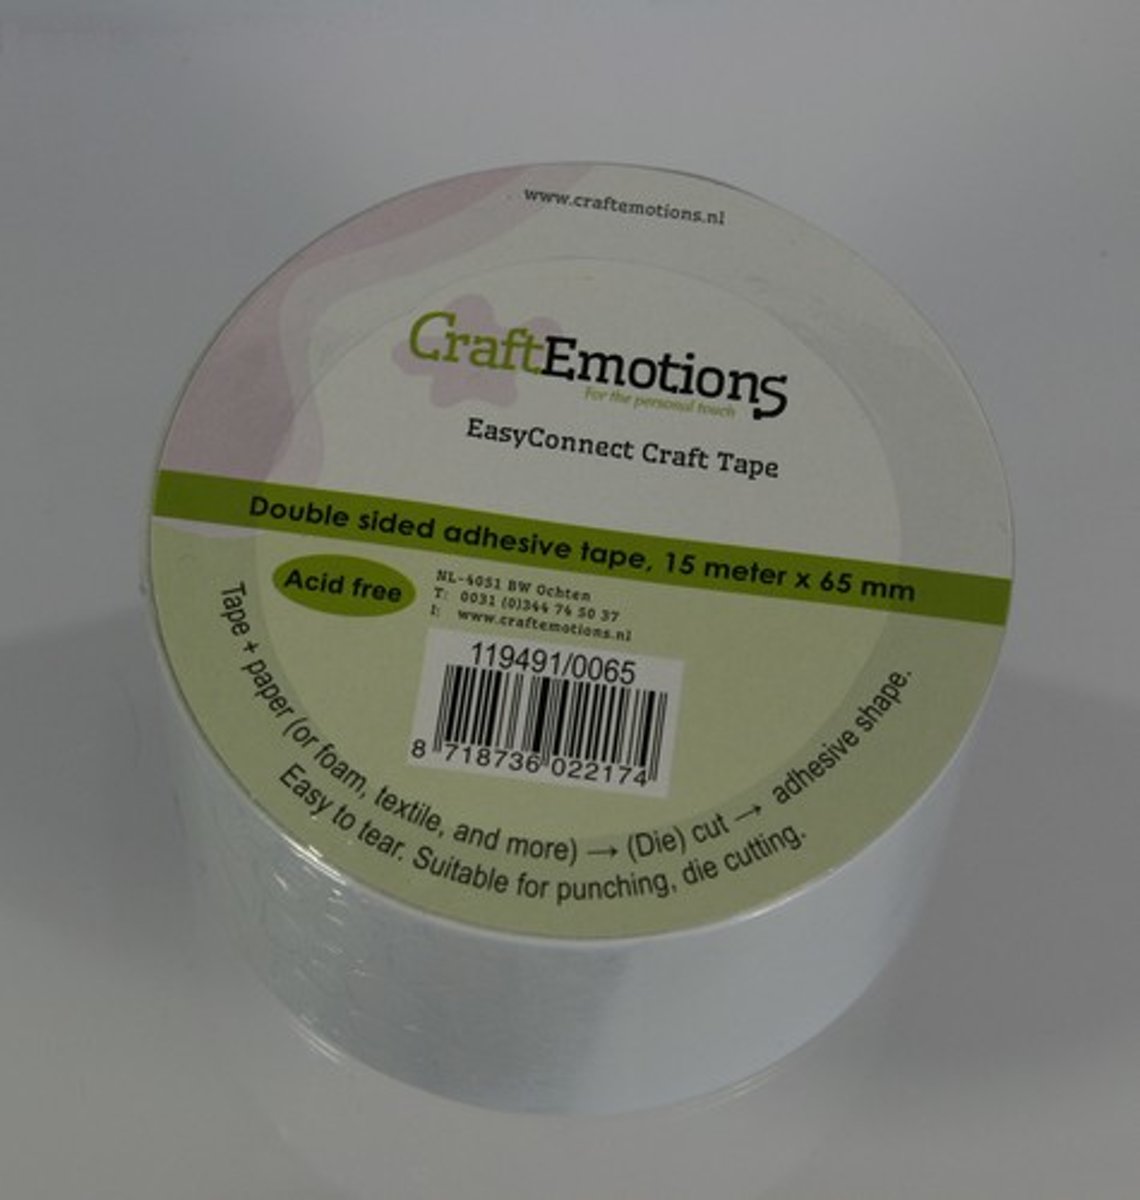 www.craftemotions.nl
CraftEmotions
For the personal touch
EasyConnect Craft Tape
Double sided adhesive tape, 15 meter x 65 mm
Acid free
NL-4051 BW Ochten
T: 0031 (0)344 74 50 37
I: www.craftemotions.nl
119491/0065
8 718736 022174
Tape + paper (or foam, textile, and more) → (Die) cut → adhesive shape.
Easy to tear. Suitable for punching, die cutting.